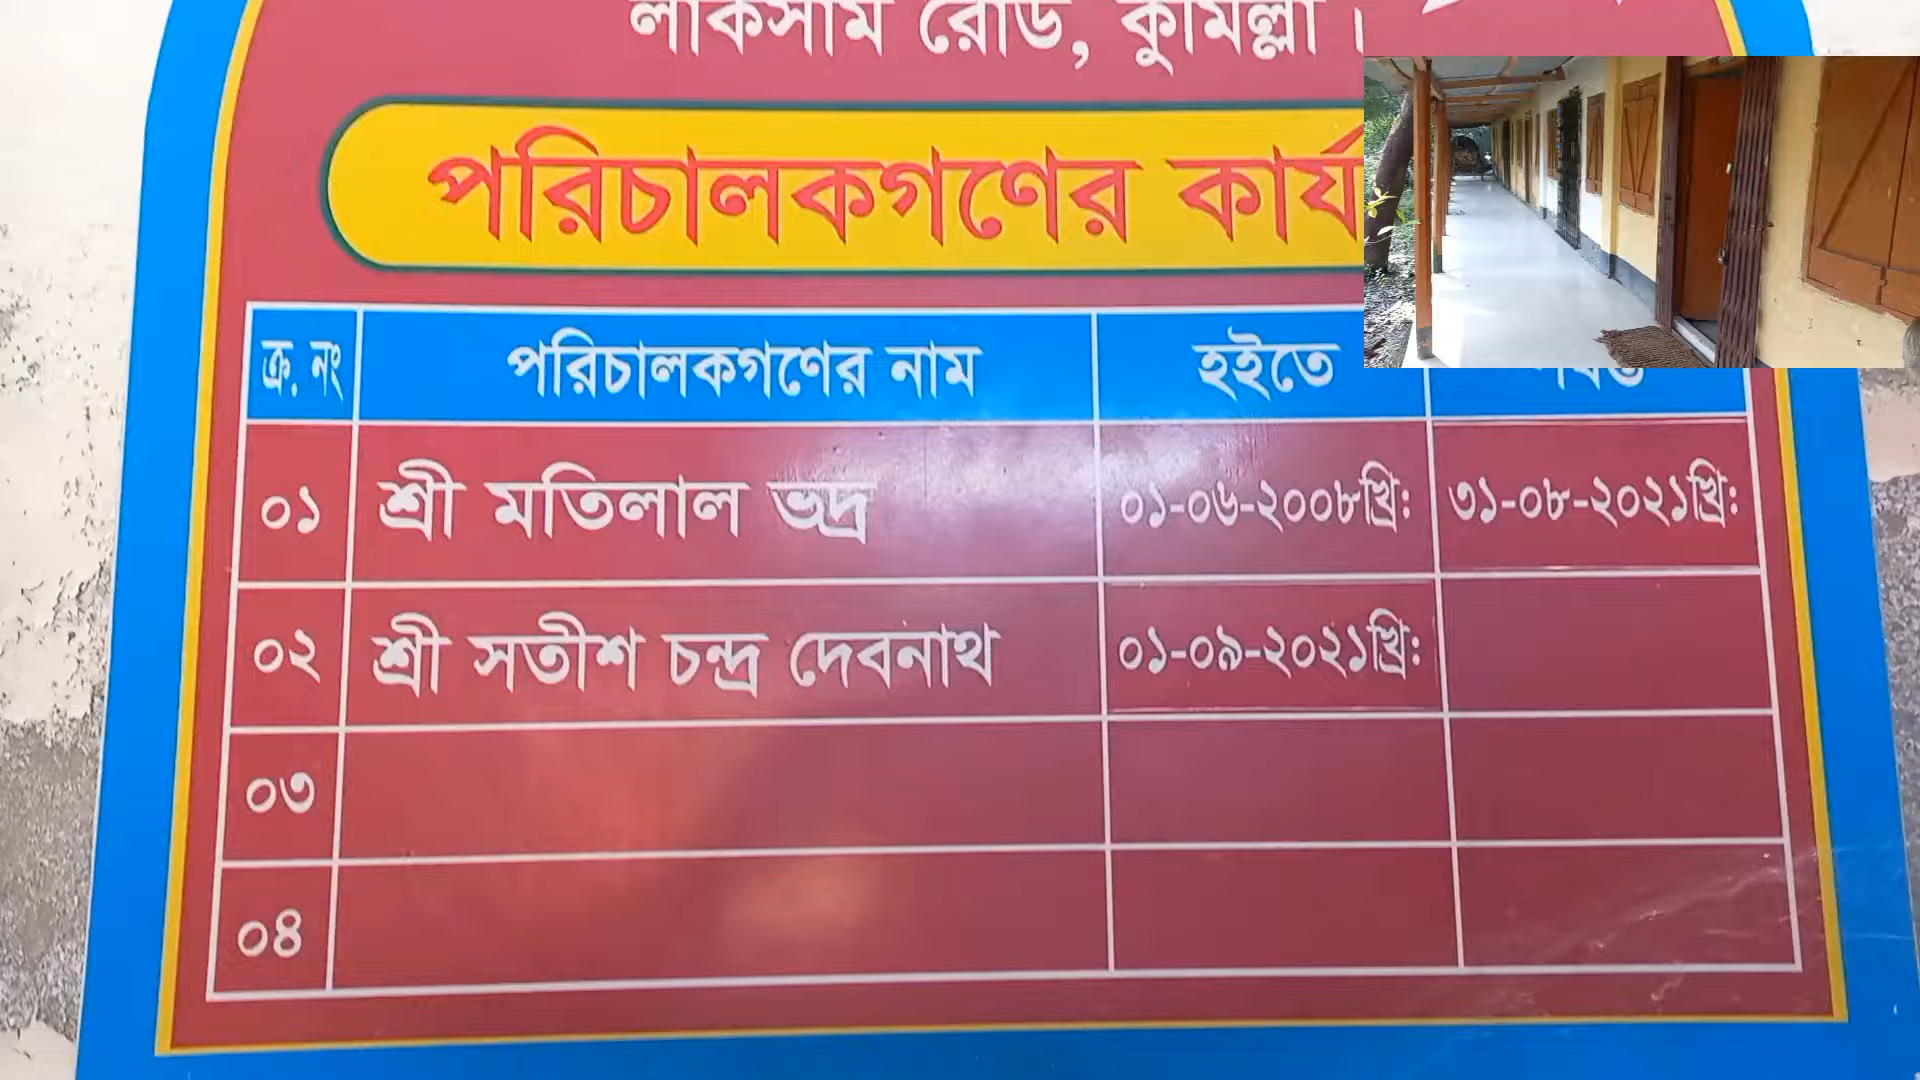 লাকসাম রোড, কুমিল্লা।
পরিচালকগণের
ক্র. নং পরিচালকগণের নাম হইতে
০১ শ্রী মতিলাল ভদ্র ০১-০৬-২০০৮খ্রি: ৩১-০৮-২০২১খ্রি:
০২ শ্রী সতীশ চন্দ্র দেবনাথ ০১-০৯-২০২১খ্রি:
০৩
০৪